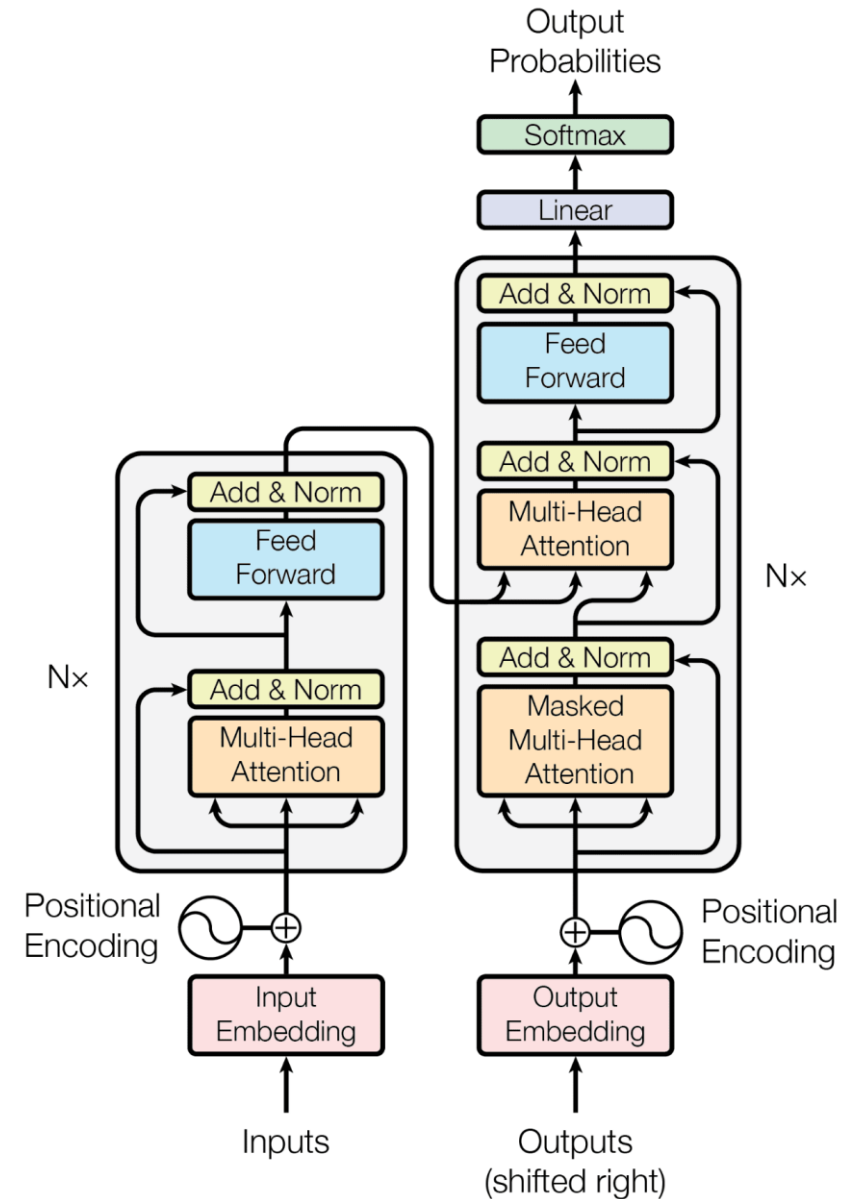 Output
Probabilities
Softmax
Linear
Add & Norm
Feed
Forward
Add & Norm
Multi-Head
Attention
N×
Add & Norm
Masked
Multi-Head
Attention
Add & Norm
Feed
Forward
N×
Add & Norm
Multi-Head
Attention
Positional
Encoding
Positional
Encoding
Input
Embedding
Output
Embedding
Inputs
Outputs
(shifted right)